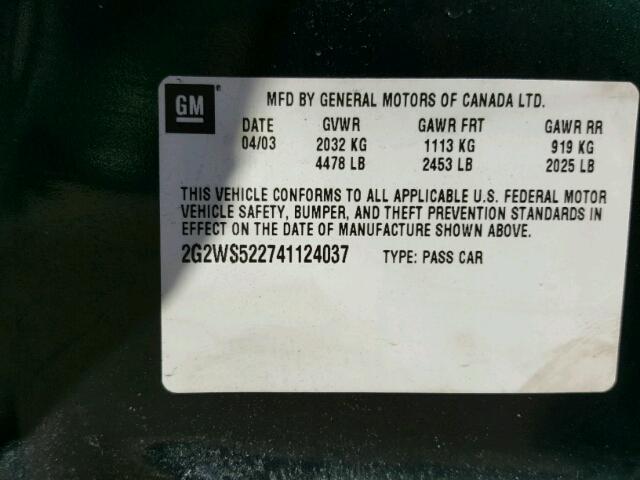 GM ® MFD BY GENERAL MOTORS OF CANADA LTD.
DATE GVWR GAWR FRT GAWR RR
04/03 2032 KG 1113 KG 919 KG
4478 LB 2453 LB 2025 LB
THIS VEHICLE CONFORMS TO ALL APPLICABLE U.S. FEDERAL MOTOR
VEHICLE SAFETY, BUMPER, AND THEFT PREVENTION STANDARDS IN
EFFECT ON THE DATE OF MANUFACTURE SHOWN ABOVE.
2G2WS522741124037 TYPE: PASS CAR